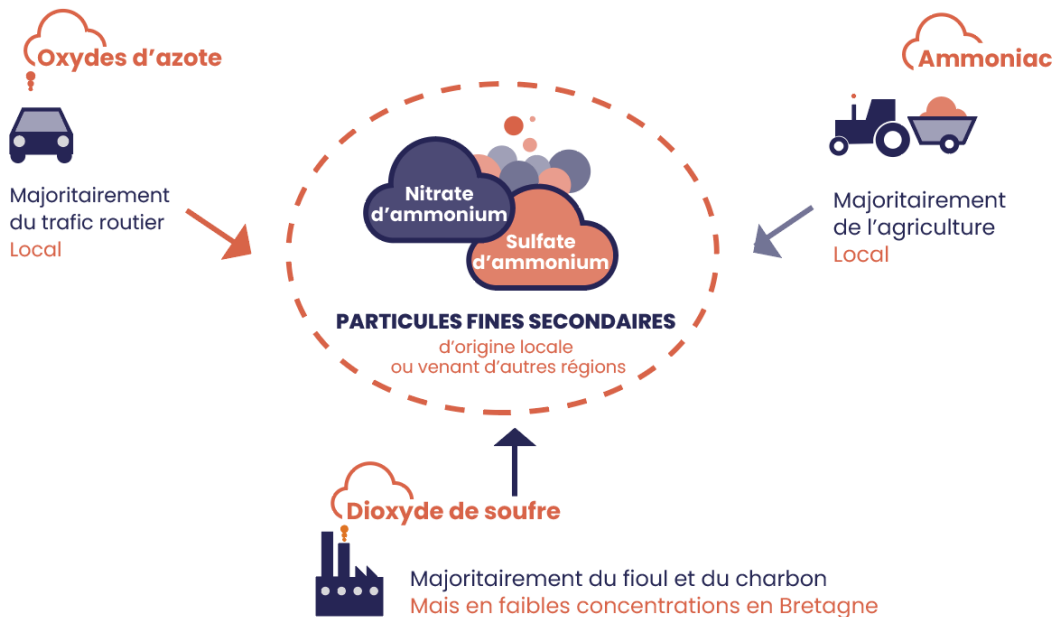 Oxydes d’azote
Majoritairement
du trafic routier
Local
Ammoniac
Majoritairement
de l’agriculture
Local
Nitrate
d’ammonium
Sulfate
d’ammonium
PARTICULES FINES SECONDAIRES
d’origine locale
ou venant d’autres régions
Dioxyde de soufre
Majoritairement du fioul et du charbon
Mais en faibles concentrations en Bretagne